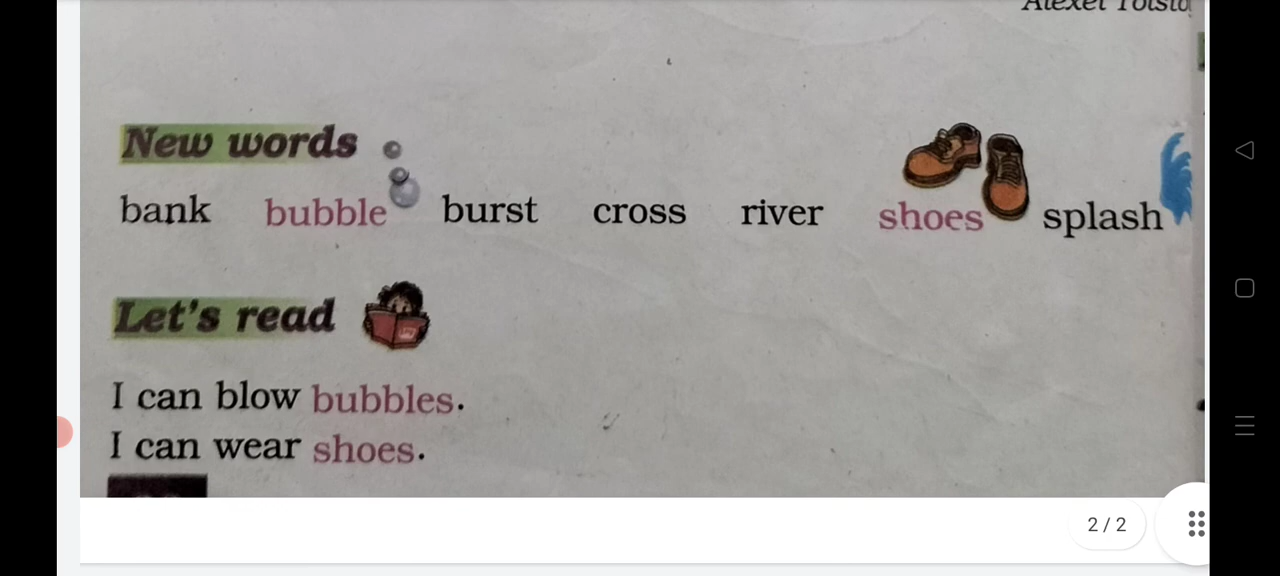 New words
bank bubble burst cross river shoes splash
Let's read
I can blow bubbles.
I can wear shoes.
2 / 2